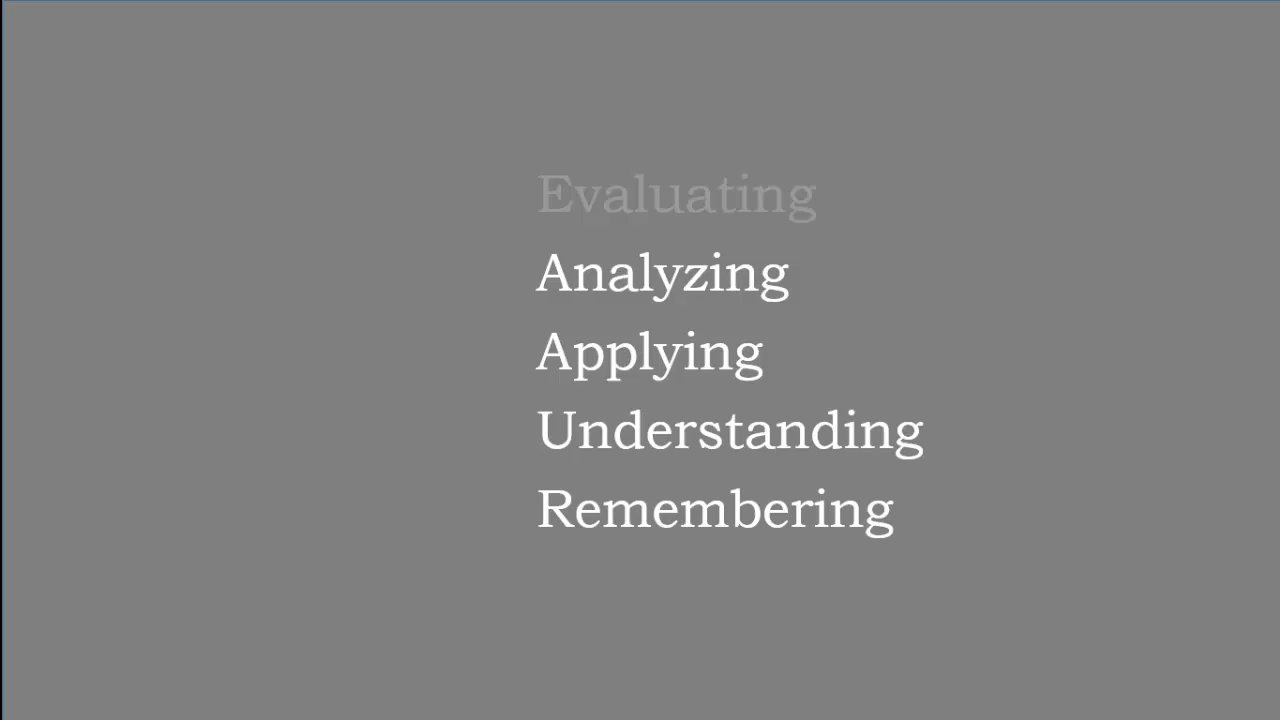 Evaluating
Analyzing
Applying
Understanding
Remembering